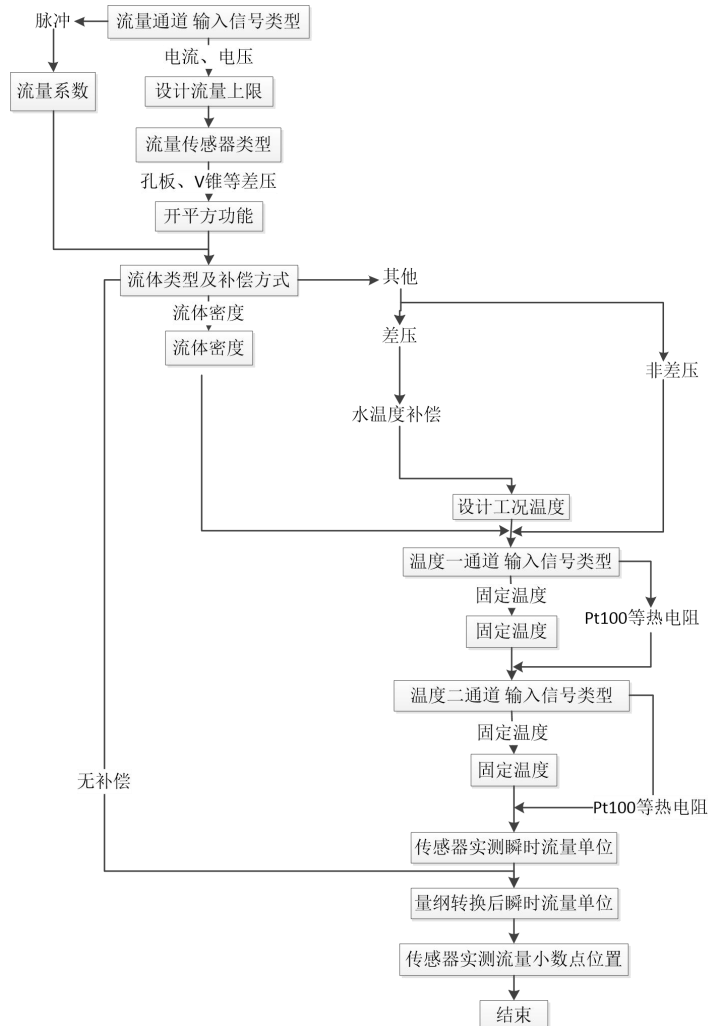 脉冲
流量通道 输入信号类型
电流、电压
流量系数
设计流量上限
流量传感器类型
孔板、V锥等差压
开平方功能
流体类型及补偿方式
其他
流体密度
流体密度
差压
非差压
水温度补偿
设计工况温度
温度一通道 输入信号类型
固定温度
Pt100等热电阻
固定温度
温度二通道 输入信号类型
固定温度
固定温度
无补偿
Pt100等热电阻
传感器实测瞬时流量单位
量纲转换后瞬时流量单位
传感器实测流量小数点位置
结束